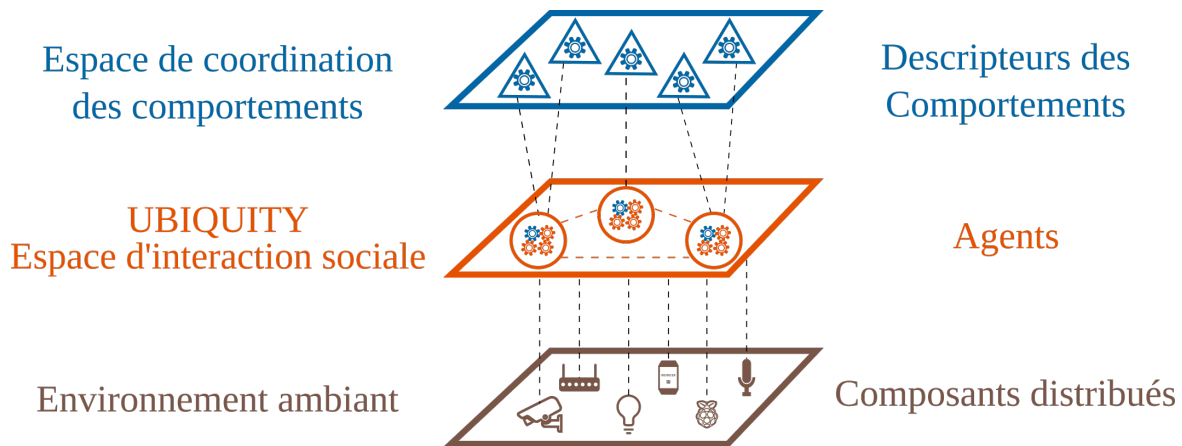 Espace de coordination
des comportements
Descripteurs des
Comportements
UBIQUITY
Espace d'interaction sociale
Agents
Environnement ambiant
Composants distribués